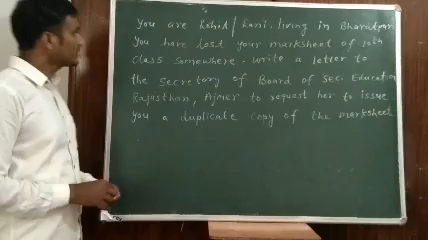 You are Rohit/Rani, living in Bharatpur
You have lost your marksheet of 10th
class somewhere. Write a letter to
the Secretary of Board of Sec. Education
Rajasthan, Ajmer to request her to issue
you a duplicate copy of the marksheet